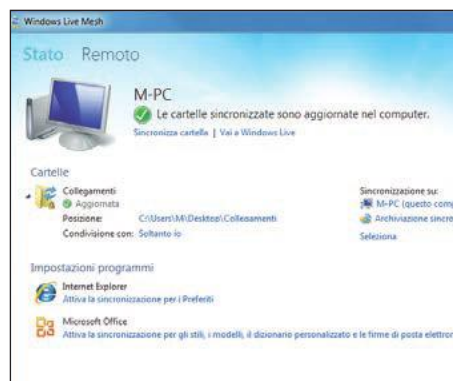 Windows Live Mesh
Stato Remoto
M-PC
Le cartelle sincronizzate sono aggiornate nel computer.
Sincronizza cartella | Vai a Windows Live
Cartelle
Collegamenti
Aggiornata
Posizione: C:\Users\M\Desktop\Collegamenti
Condivisione con: Soltanto io
Sincronizzazione su:
M-PC (questo comp
Archiviazione sincro
Seleziona
Impostazioni programmi
Internet Explorer
Attiva la sincronizzazione per i Preferiti
Microsoft Office
Attiva la sincronizzazione per gli stili, i modelli, il dizionario personalizzato e le firme di posta elettron